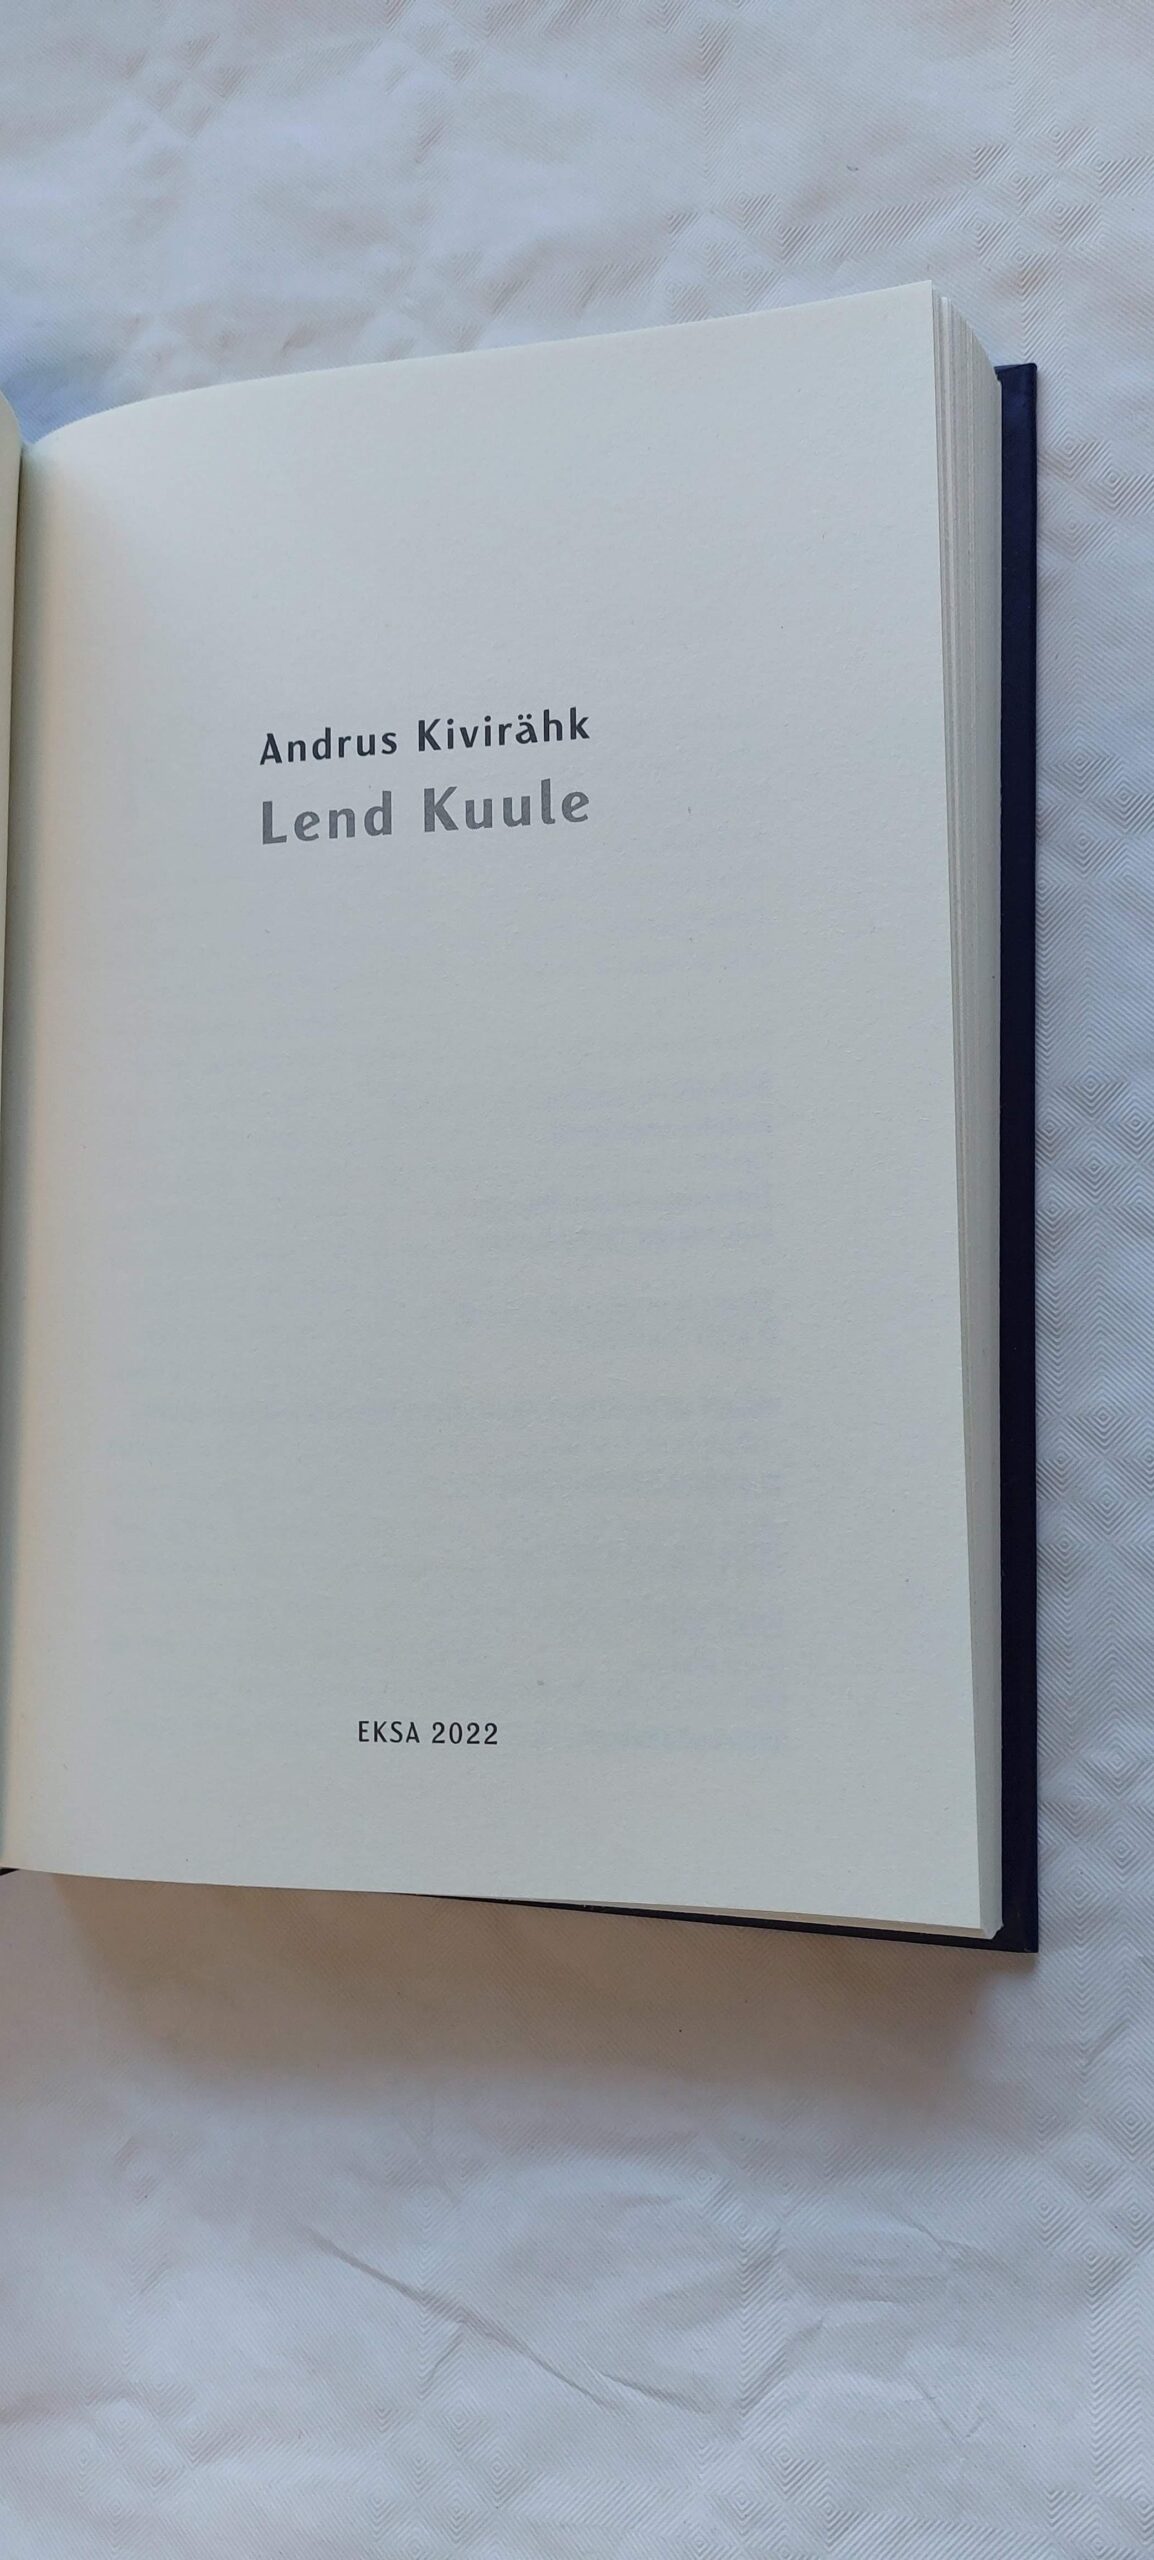 Andrus Kivirähk
Lend Kuule
EKSA 2022